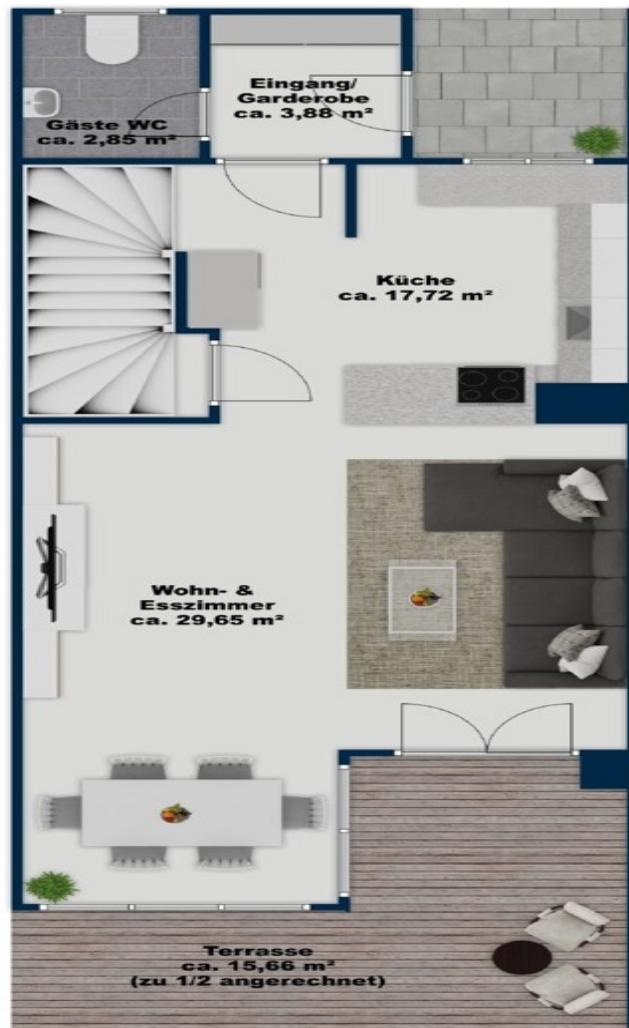 Eingang/
Garderobe
ca. 3,88 m²
Gäste WC
ca. 2,85 m²
Küche
ca. 17,72 m²
Wohn- &
Esszimmer
ca. 29,65 m²
Terrasse
ca. 15,66 m²
(zu 1/2 angerechnet)